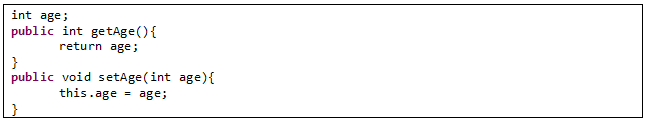 int age;
public int getAge(){
return age;
}
public void setAge(int age){
this.age = age;
}